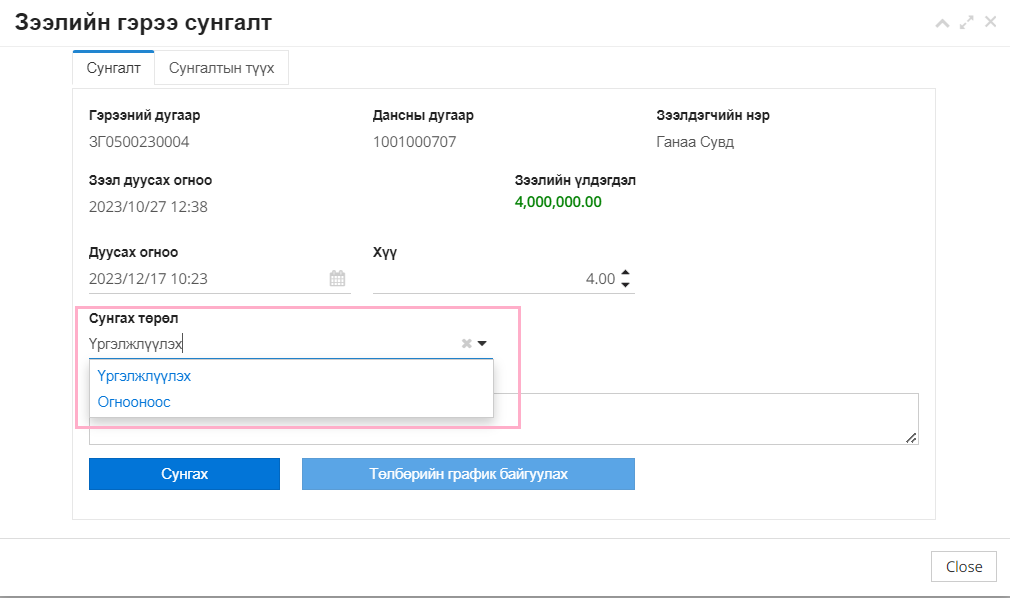 Зээлийн гэрээ сунгалт
Сунгалт Сунгалтын түүх
Гэрээний дугаар Дансны дугаар Зээлдэгчийн нэр
ЗГ0500230004 1001000707 Ганаа Сувд
Зээл дуусах огноо Зээлийн үлдэгдэл
2023/10/27 12:38 4,000,000.00
Дуусах огноо Хүү
2023/12/17 10:23 4.00
Сунгах төрөл
Үргэлжлүүлэх
Үргэлжлүүлэх
Огнооноос
Сунгах Төлбөрийн график байгуулах
Close